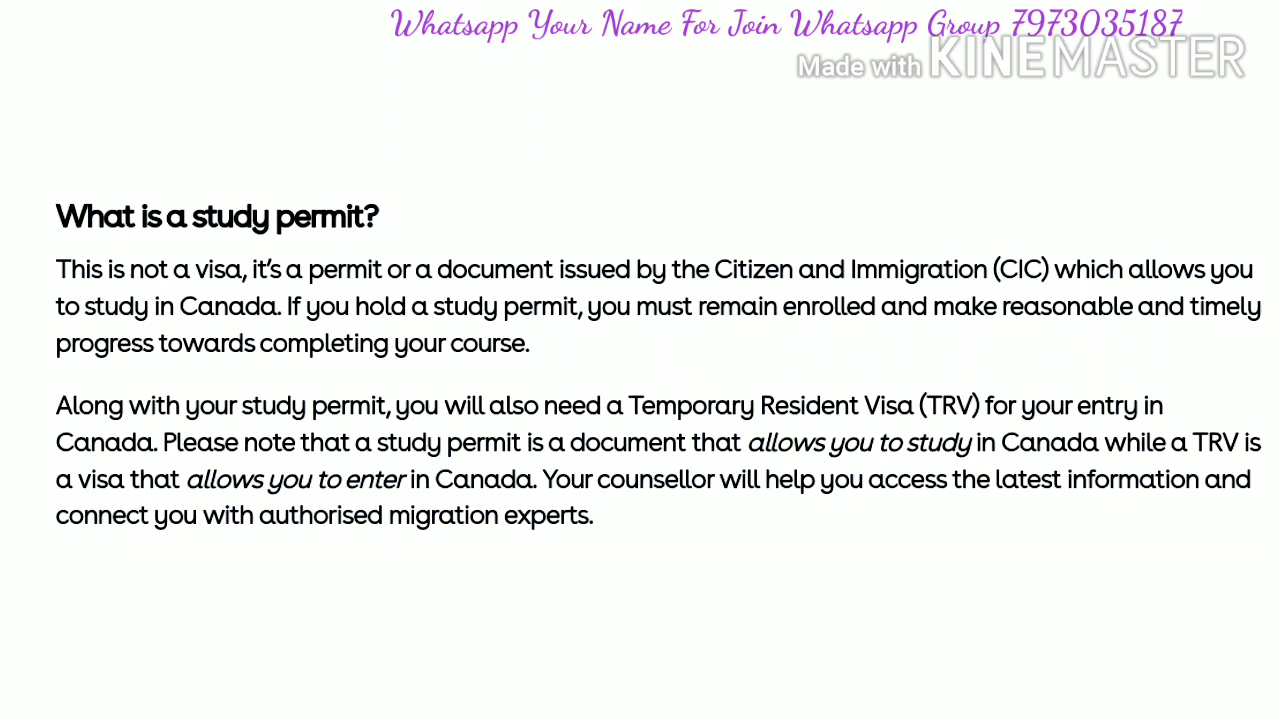 Whatsapp Your Name For Join Whatsapp Group 7973035187
Made with KINEMASTER
What is a study permit?
This is not a visa, it's a permit or a document issued by the Citizen and Immigration (CIC) which allows you
to study in Canada. If you hold a study permit, you must remain enrolled and make reasonable and timely
progress towards completing your course.
Along with your study permit, you will also need a Temporary Resident Visa (TRV) for your entry in
Canada. Please note that a study permit is a document that allows you to study in Canada while a TRV is
a visa that allows you to enter in Canada. Your counsellor will help you access the latest information and
connect you with authorised migration experts.